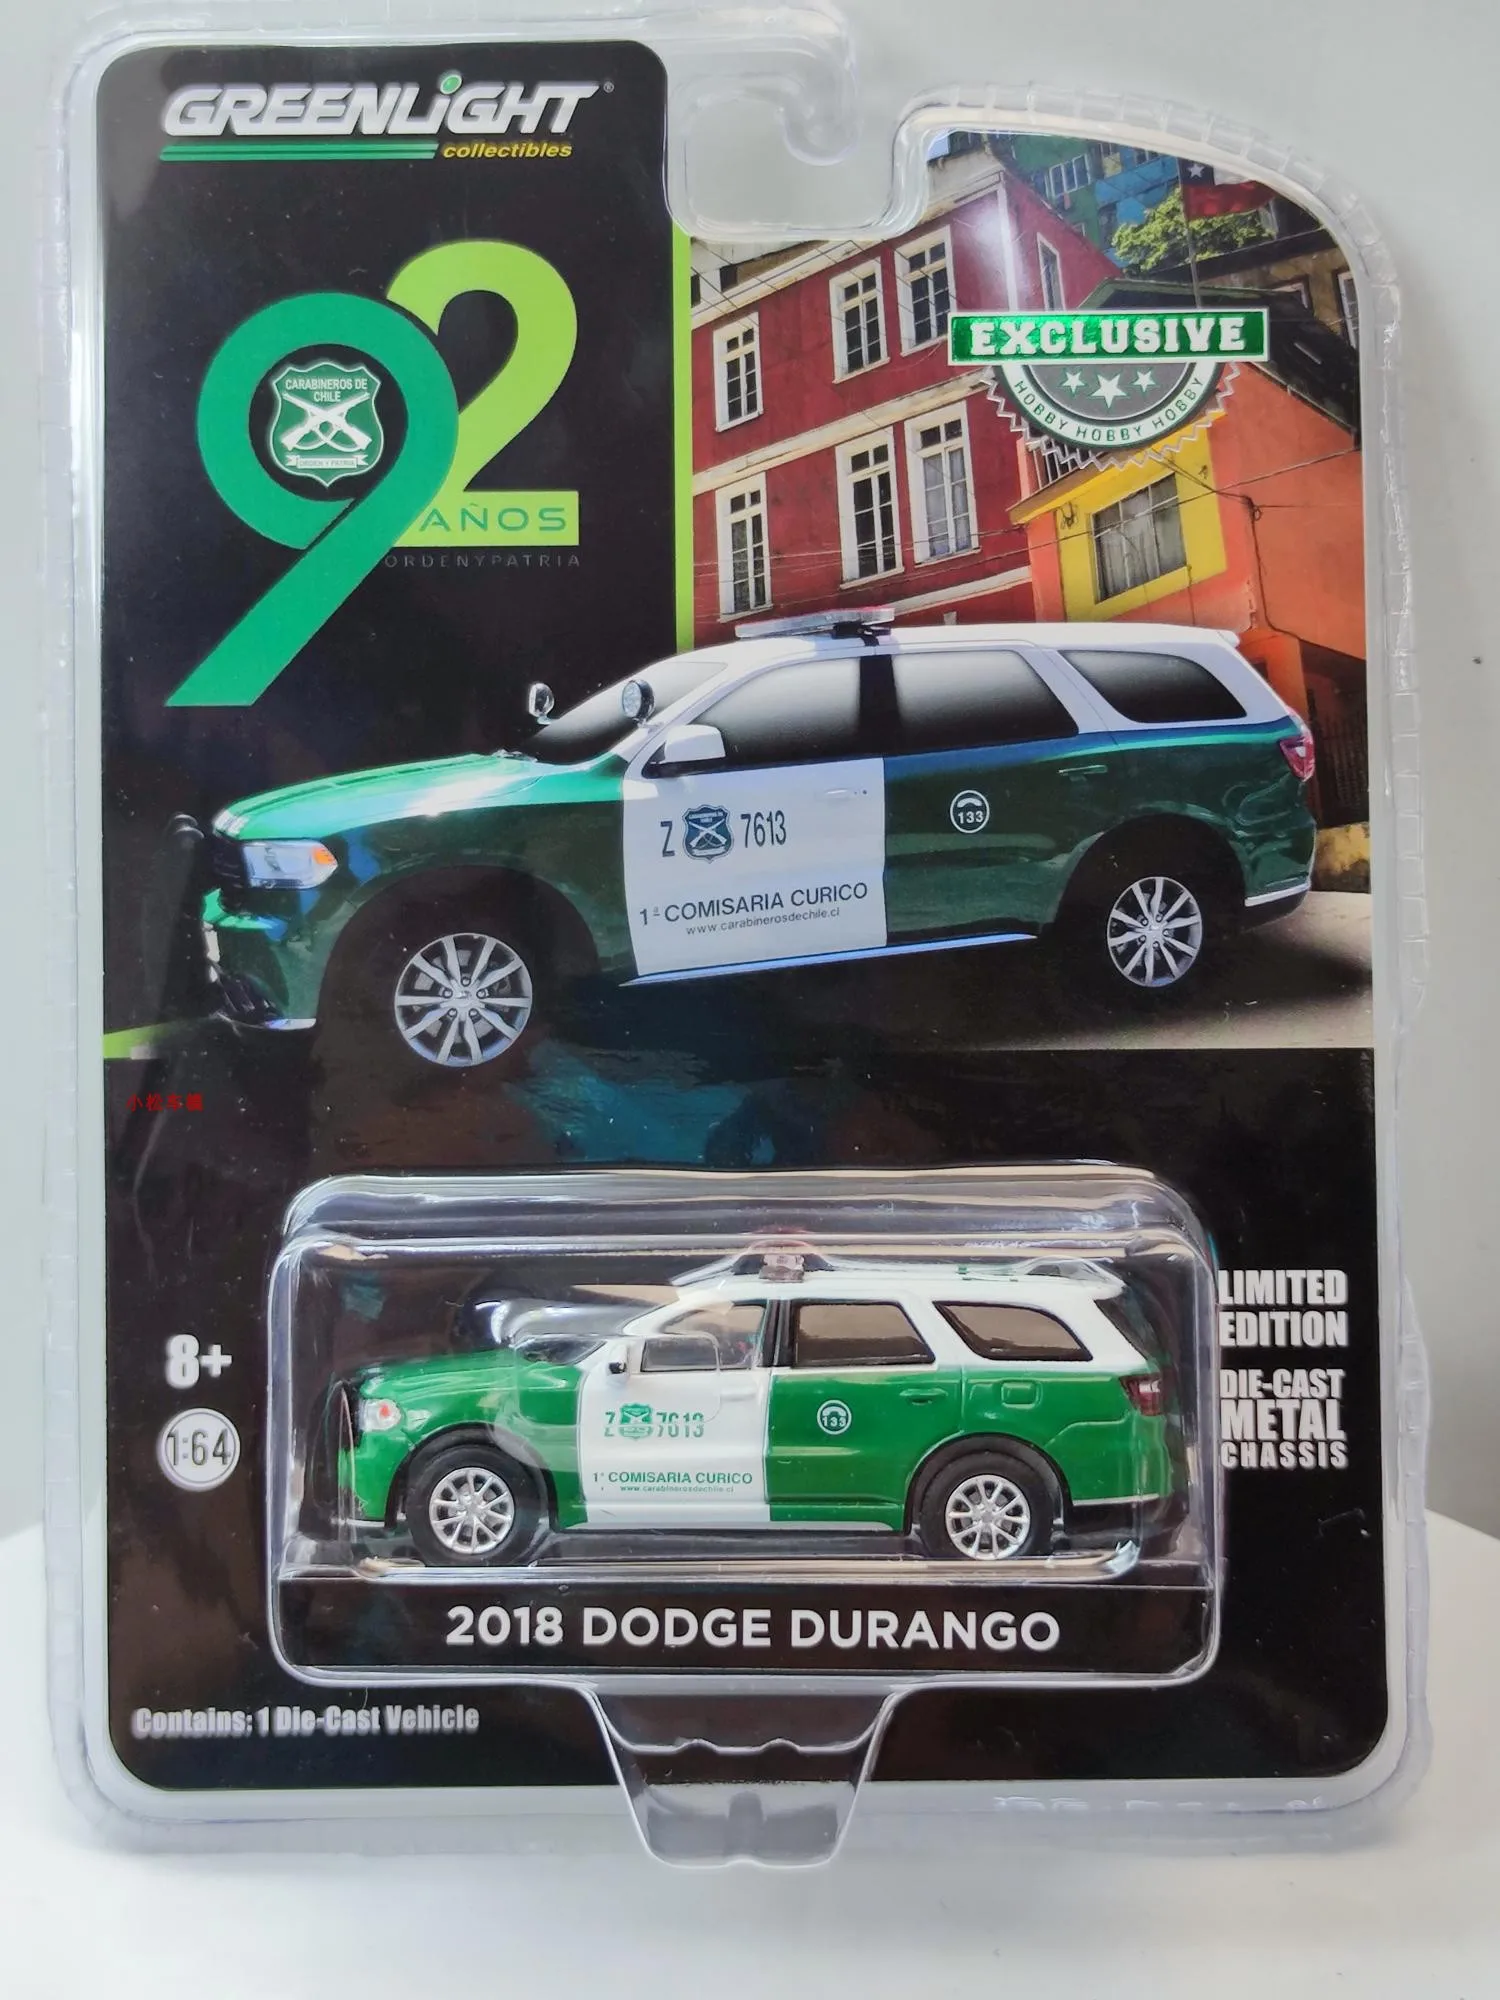 GREENLiGHT®
collectibles
92
CARABINEROS DE
CHILE
ORDEN Y PATRIA
AÑOS
ORDENYPATRIA
EXCLUSIVE
HOBBY HOBBY HOBBY
Z 7613
133
1ª COMISARIA CURICO
www.carabinerosdechile.cl
8+
1:64
LIMITED
EDITION
DIE-CAST
METAL
CHASSIS
Z 7613
133
1ª COMISARIA CURICO
www.carabinerosdechile.cl
2018 DODGE DURANGO
Contains: 1 Die-Cast Vehicle